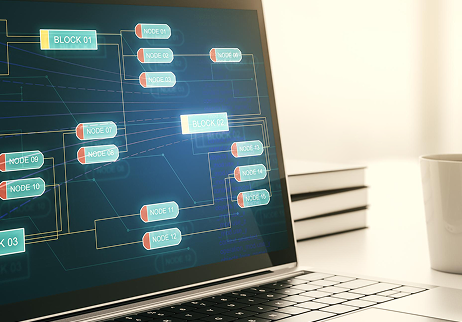 BLOCK 01
NODE 01
NODE 02
NODE 03
NODE 06
BLOCK 02
NODE 07
NODE 08
NODE 09
NODE 10
NODE 13
NODE 14
NODE 15
NODE 11
NODE 12
CK 03